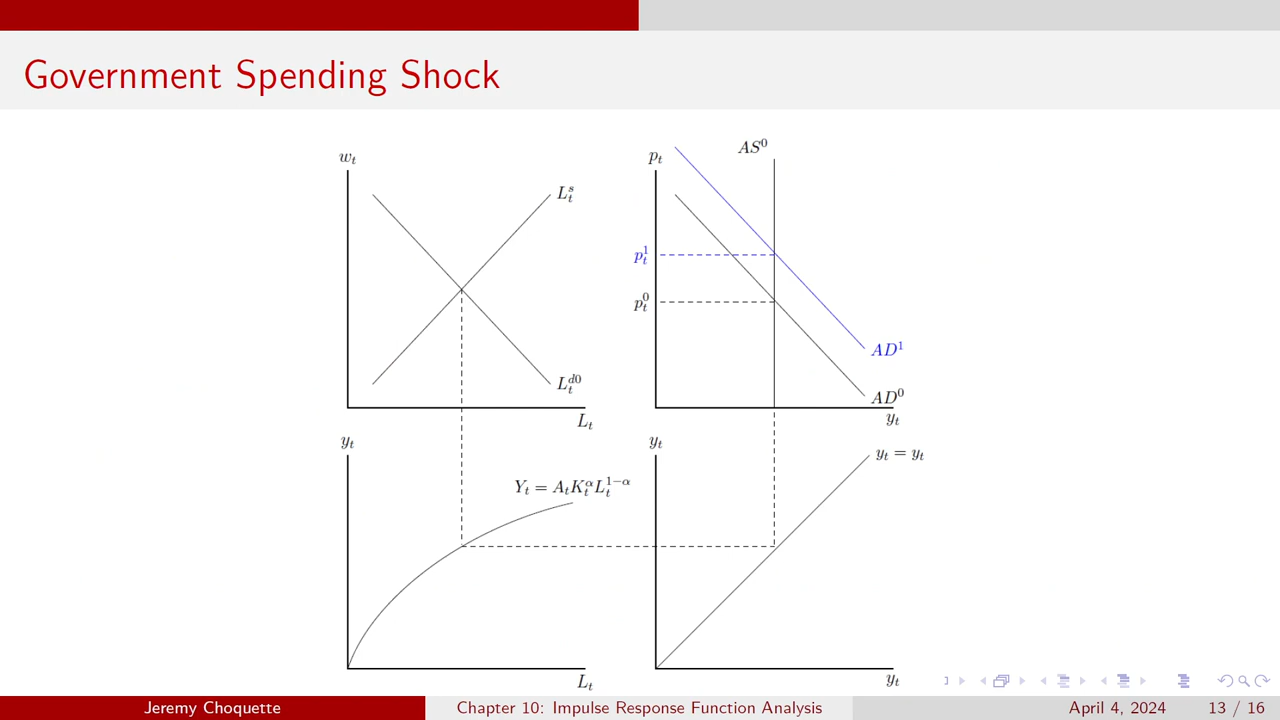 Government Spending Shock
w_t
L_t^s
L_t^{d0}
L_t
p_t
AS^0
p_t^1
p_t^0
AD^1
AD^0
y_t
y_t
Y_t = A_t K_t^α L_t^{1−α}
L_t
y_t
y_t = y_t
y_t
Jeremy Choquette
Chapter 10: Impulse Response Function Analysis
April 4, 2024
13 / 16